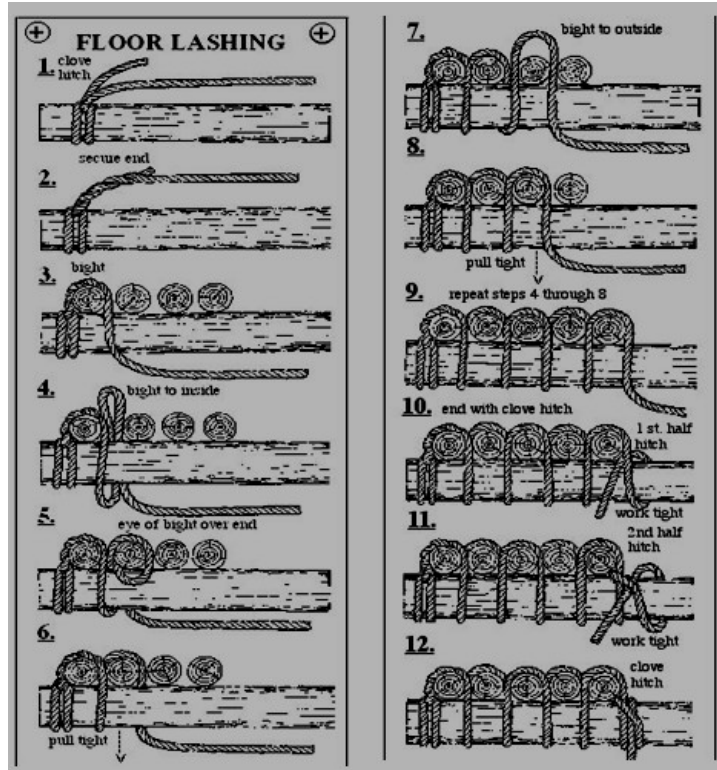 FLOOR LASHING
1. clove
hitch
secure end
2.
bight
3.
4. bight to inside
5. eye of bight over end
6.
pull tight
7. bight to outside
8.
pull tight
9. repeat steps 4 through 8
10. end with clove hitch
1 st. half
hitch
work tight
11. 2nd half
hitch
work tight
12. clove
hitch